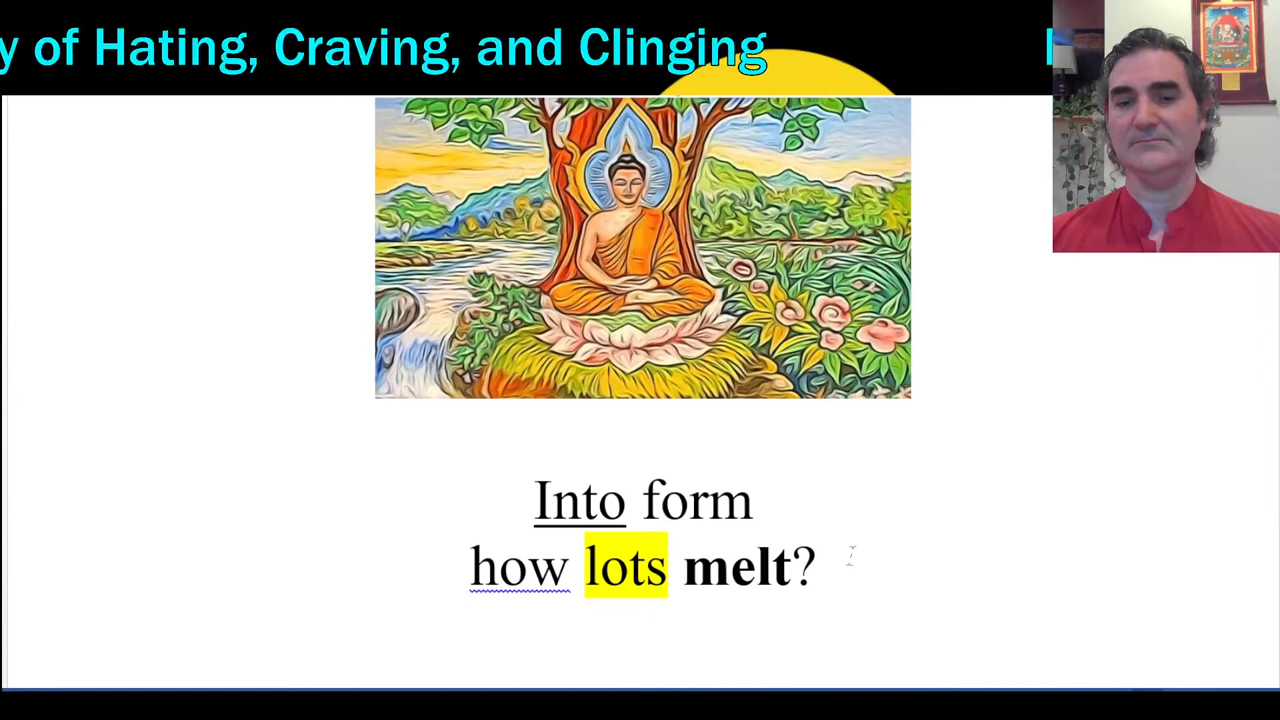 y of Hating, Craving, and Clinging
Into form
how lots melt?